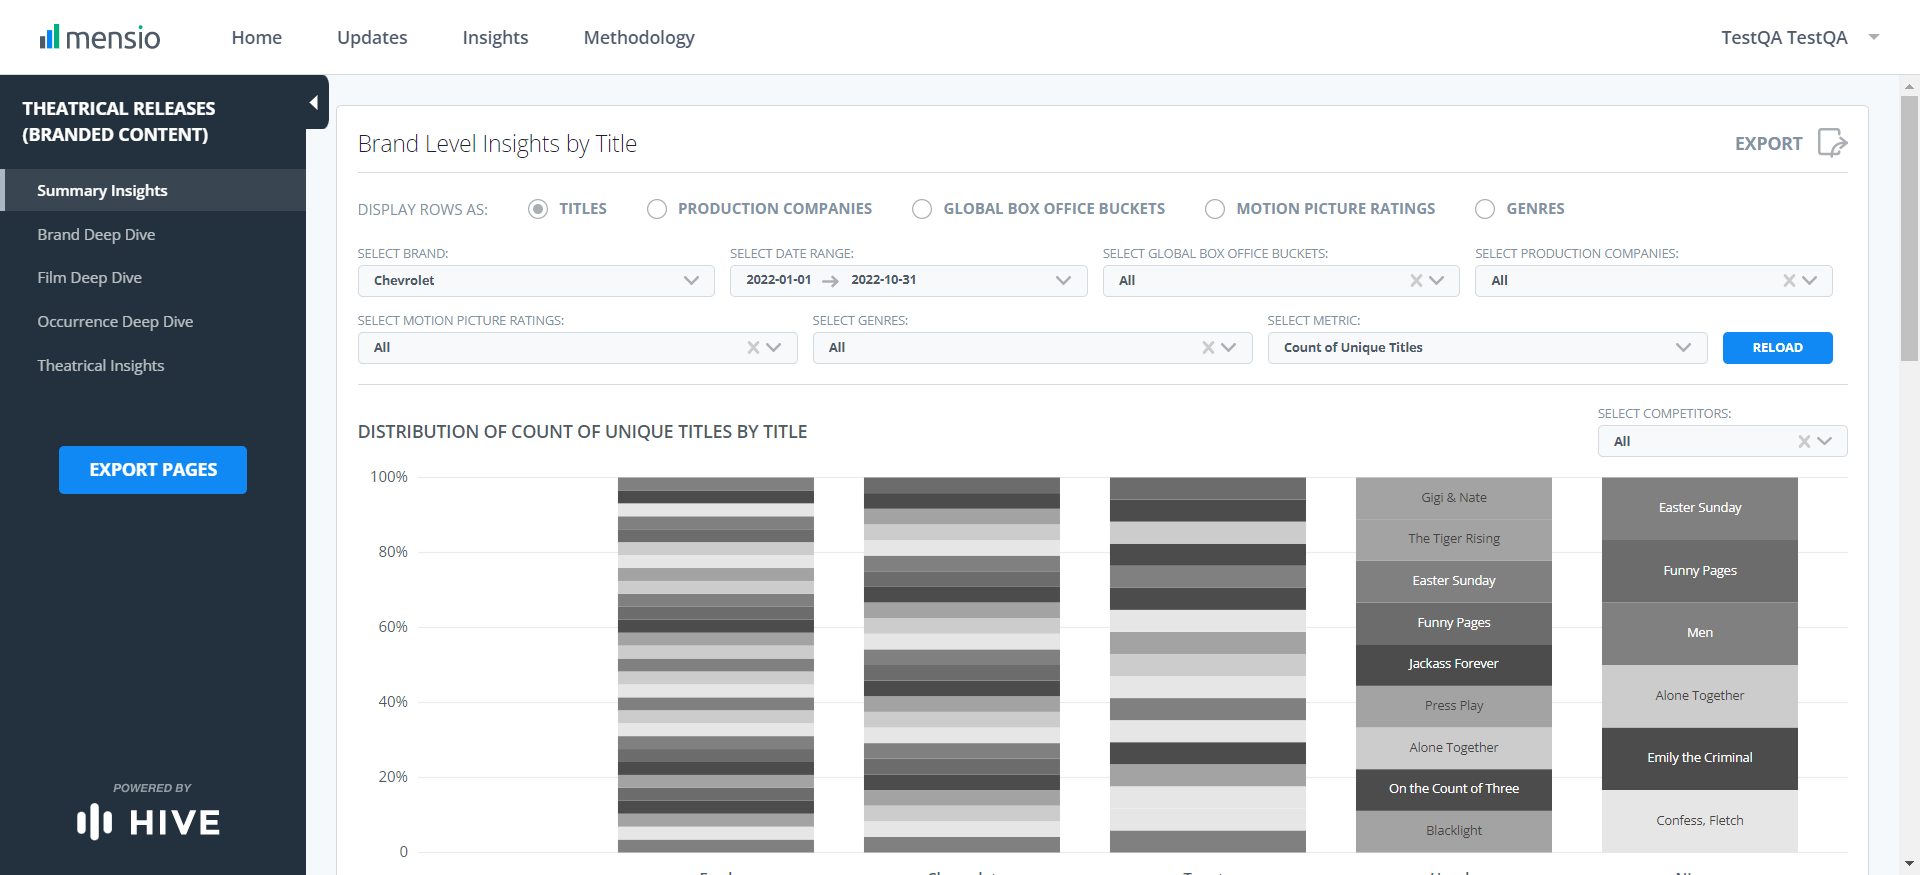 mensio
Home
Updates
Insights
Methodology
TestQA TestQA
THEATRICAL RELEASES
(BRANDED CONTENT)
Summary Insights
Brand Deep Dive
Film Deep Dive
Occurrence Deep Dive
Theatrical Insights
EXPORT PAGES
POWERED BY
HIVE
Brand Level Insights by Title
EXPORT
DISPLAY ROWS AS:
TITLES
PRODUCTION COMPANIES
GLOBAL BOX OFFICE BUCKETS
MOTION PICTURE RATINGS
GENRES
SELECT BRAND:
Chevrolet
SELECT DATE RANGE:
2022-01-01
2022-10-31
SELECT GLOBAL BOX OFFICE BUCKETS:
All
SELECT PRODUCTION COMPANIES:
All
SELECT MOTION PICTURE RATINGS:
All
SELECT GENRES:
All
SELECT METRIC:
Count of Unique Titles
RELOAD
DISTRIBUTION OF COUNT OF UNIQUE TITLES BY TITLE
SELECT COMPETITORS:
All
100%
80%
60%
40%
20%
0
Gigi & Nate
The Tiger Rising
Easter Sunday
Funny Pages
Jackass Forever
Press Play
Alone Together
On the Count of Three
Blacklight
Easter Sunday
Funny Pages
Men
Alone Together
Emily the Criminal
Confess, Fletch